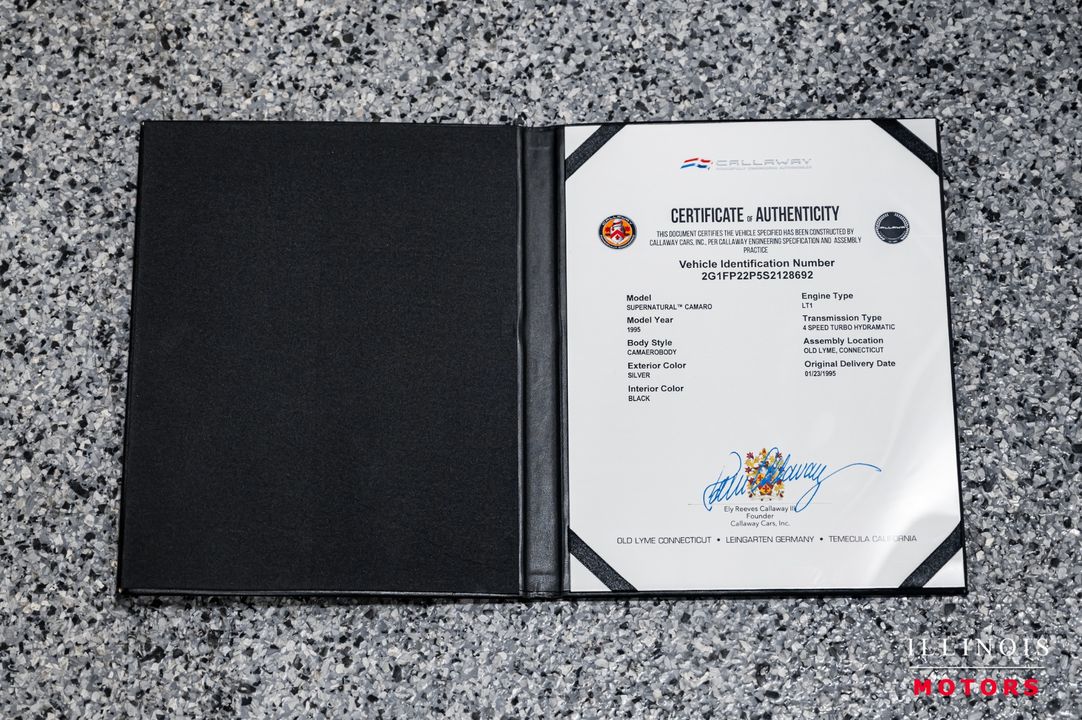 CALLAWAY
CERTIFICATE OF AUTHENTICITY
THIS DOCUMENT CERTIFIES THE VEHICLE SPECIFIED HAS BEEN CONSTRUCTED BY
CALLAWAY CARS, INC., PER CALLAWAY ENGINEERING SPECIFICATION AND ASSEMBLY
PRACTICE
Vehicle Identification Number
2G1FP22P5S2128692
Model
SUPERNATURAL™ CAMARO
Model Year
1995
Body Style
CAMAEROBODY
Exterior Color
SILVER
Interior Color
BLACK
Engine Type
LT1
Transmission Type
4 SPEED TURBO HYDRAMATIC
Assembly Location
OLD LYME, CONNECTICUT
Original Delivery Date
01/23/1995
Ely Reeves Callaway III
Founder
Callaway Cars, Inc.
OLD LYME CONNECTICUT • LEINGARTEN GERMANY • TEMECULA CALIFORNIA
ILLINOIS
MOTORS